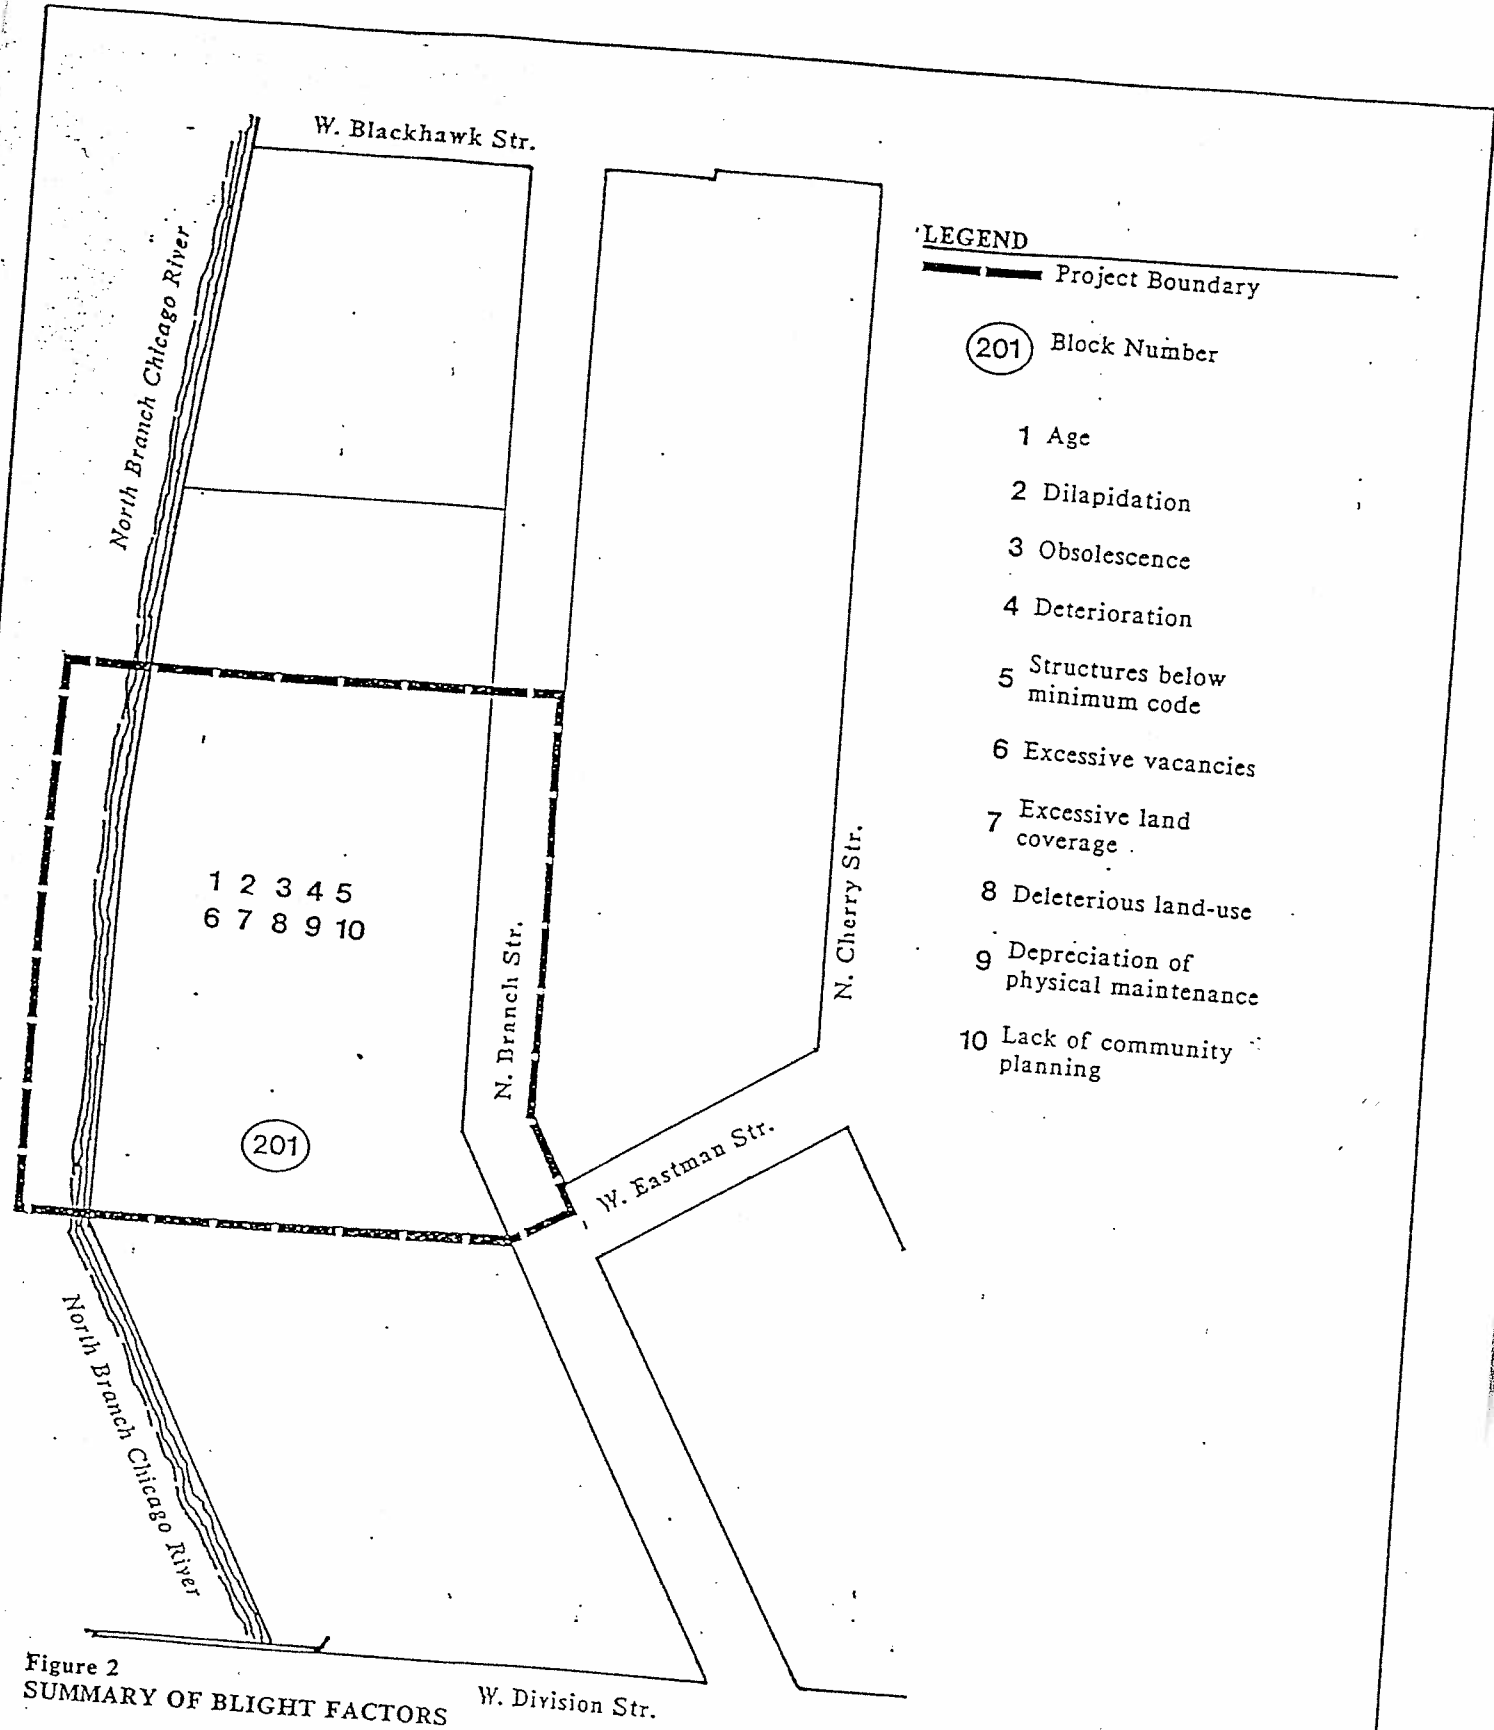 W. Blackhawk Str.
North Branch Chicago River
LEGEND
Project Boundary
201 Block Number
1 Age
2 Dilapidation
3 Obsolescence
4 Deterioration
5 Structures below
minimum code
6 Excessive vacancies
7 Excessive land
coverage
8 Deleterious land-use
9 Depreciation of
physical maintenance
10 Lack of community
planning
1 2 3 4 5
6 7 8 9 10
N. Branch Str.
N. Cherry Str.
201
W. Eastman Str.
North Branch Chicago River
Figure 2
SUMMARY OF BLIGHT FACTORS
W. Division Str.